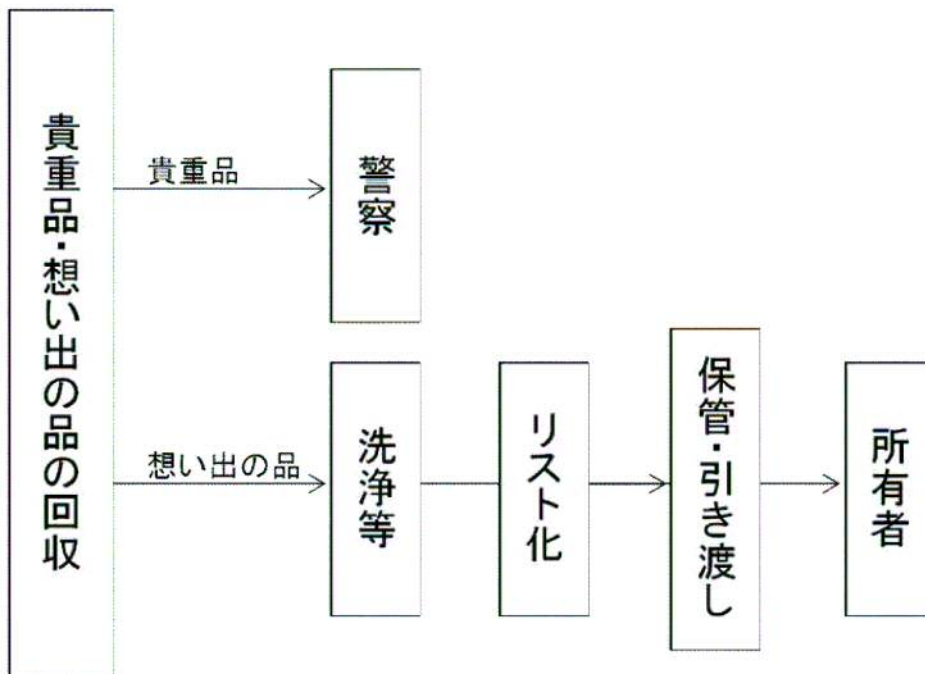 貴重品・想い出の品の回収
貴重品
警察
想い出の品
洗浄等
リスト化
保管・引き渡し
所有者